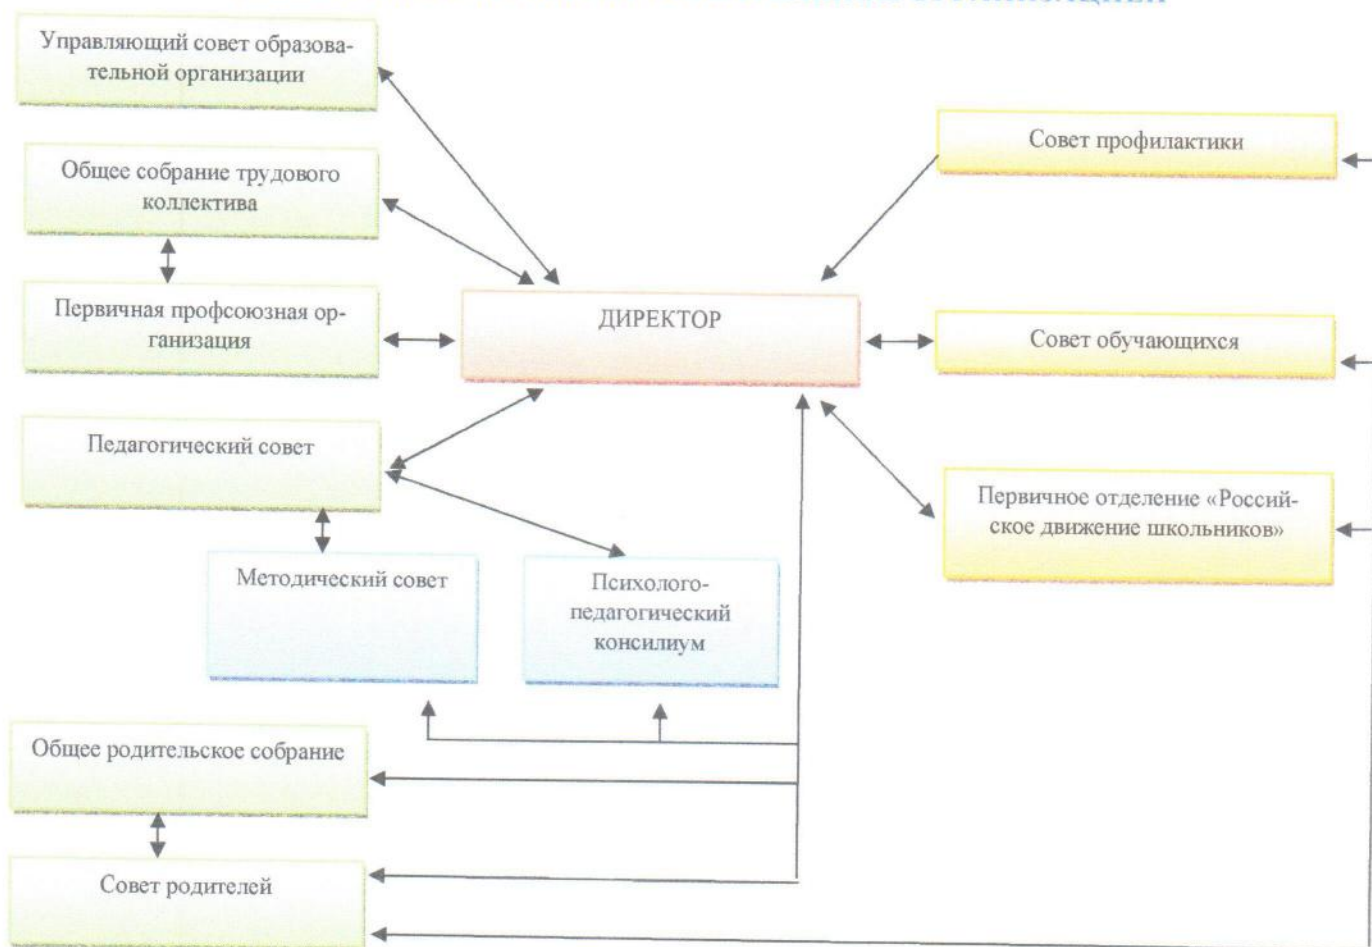 Управляющий совет образова-
тельной организации
Общее собрание трудового
коллектива
Первичная профсоюзная ор-
ганизация
Педагогический совет
Методический совет
Психолого-
педагогический
консилиум
Общее родительское собрание
Совет родителей
ДИРЕКТОР
Совет профилактики
Совет обучающихся
Первичное отделение «Россий-
ское движение школьников»